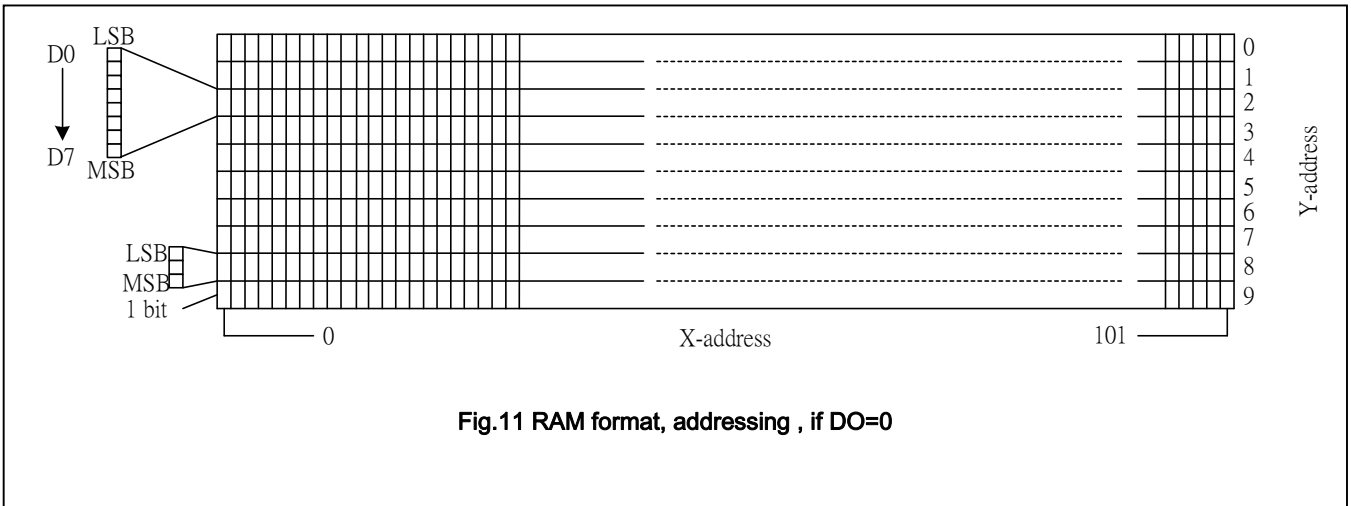 LSB
D0
D7
MSB
LSB
MSB
1 bit
0
1
2
3
4
5
6
7
8
9
Y-address
0
X-address
101
Fig.11 RAM format, addressing , if DO=0